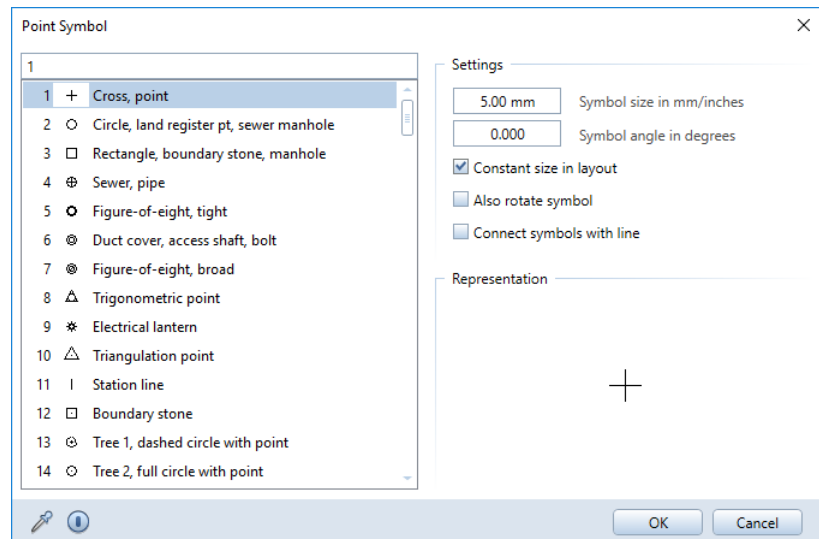 Point Symbol
1
1 Cross, point
2 Circle, land register pt, sewer manhole
3 Rectangle, boundary stone, manhole
4 Sewer, pipe
5 Figure-of-eight, tight
6 Duct cover, access shaft, bolt
7 Figure-of-eight, broad
8 Trigonometric point
9 Electrical lantern
10 Triangulation point
11 Station line
12 Boundary stone
13 Tree 1, dashed circle with point
14 Tree 2, full circle with point
Settings
5.00 mm Symbol size in mm/inches
0.000 Symbol angle in degrees
Constant size in layout
Also rotate symbol
Connect symbols with line
Representation
OK Cancel